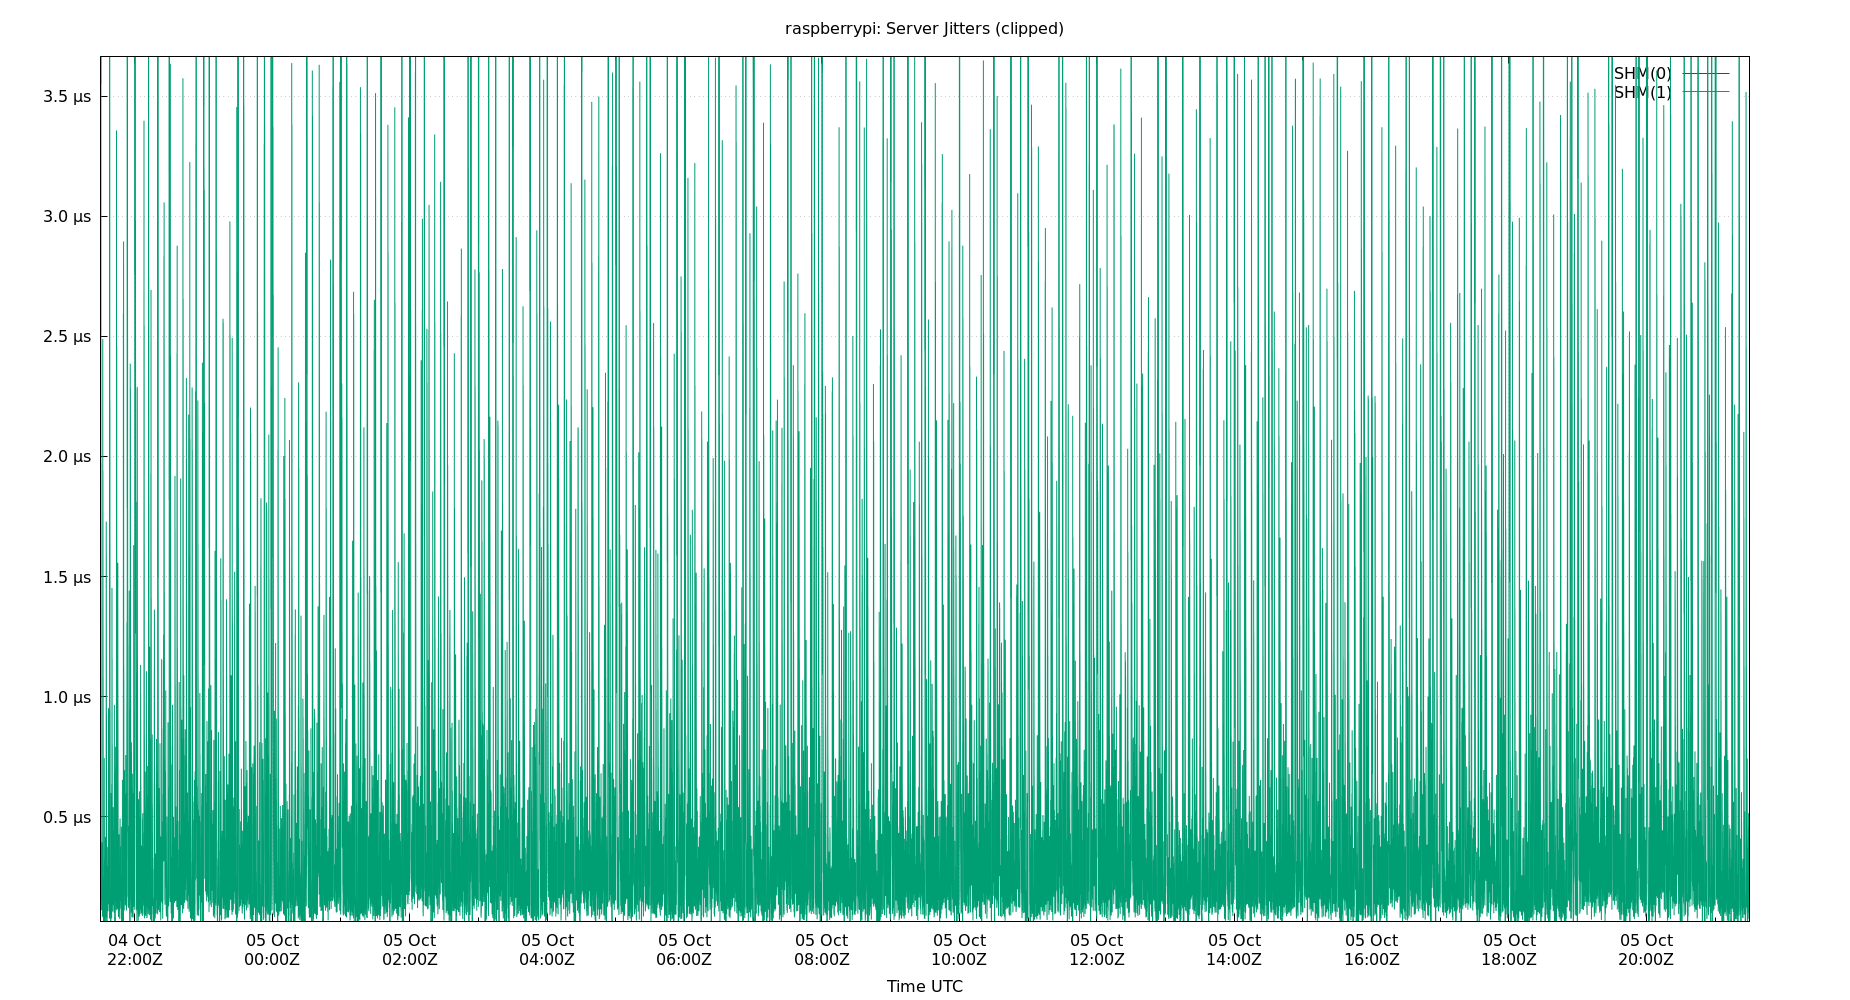 raspberrypi: Server Jitters (clipped)
SHM(0)
SHM(1)
3.5 µs
3.0 µs
2.5 µs
2.0 µs
1.5 µs
1.0 µs
0.5 µs
04 Oct 05 Oct 05 Oct 05 Oct 05 Oct 05 Oct 05 Oct 05 Oct 05 Oct 05 Oct 05 Oct 05 Oct
22:00Z 00:00Z 02:00Z 04:00Z 06:00Z 08:00Z 10:00Z 12:00Z 14:00Z 16:00Z 18:00Z 20:00Z
Time UTC